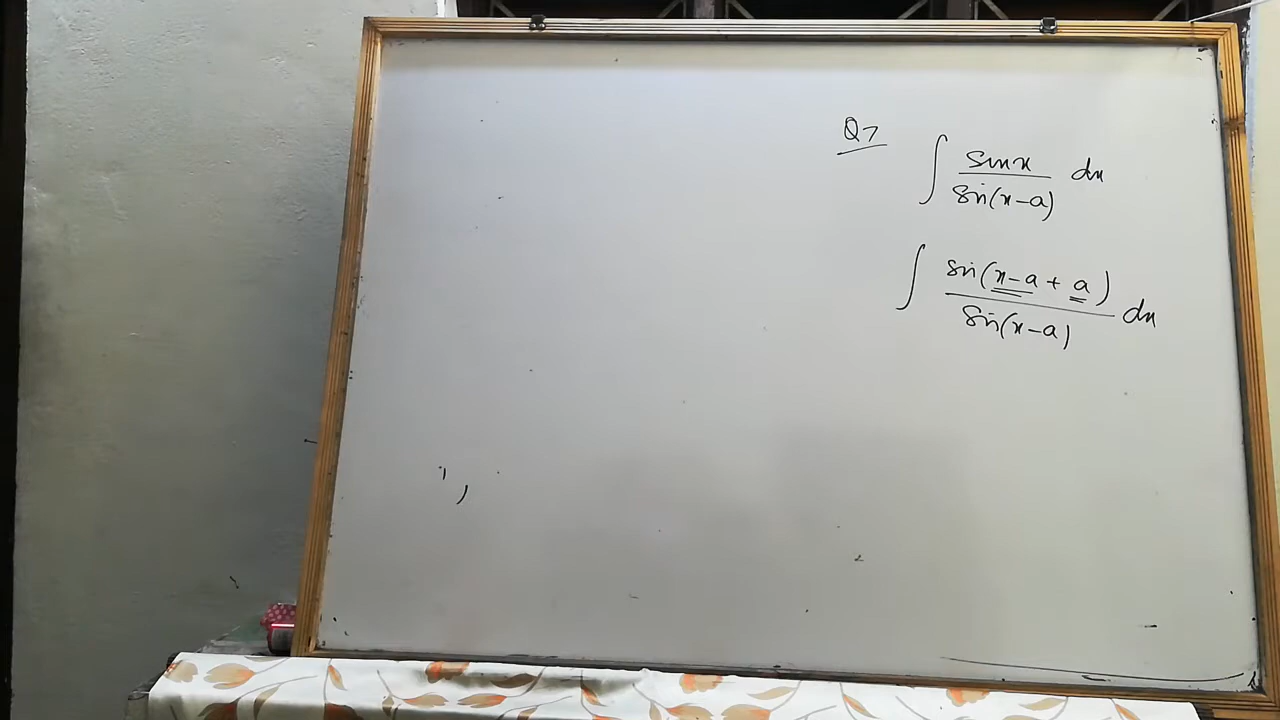 Q7
∫ sinx / sin(x-a) dx
∫ sin(x-a + a) / sin(x-a) dx